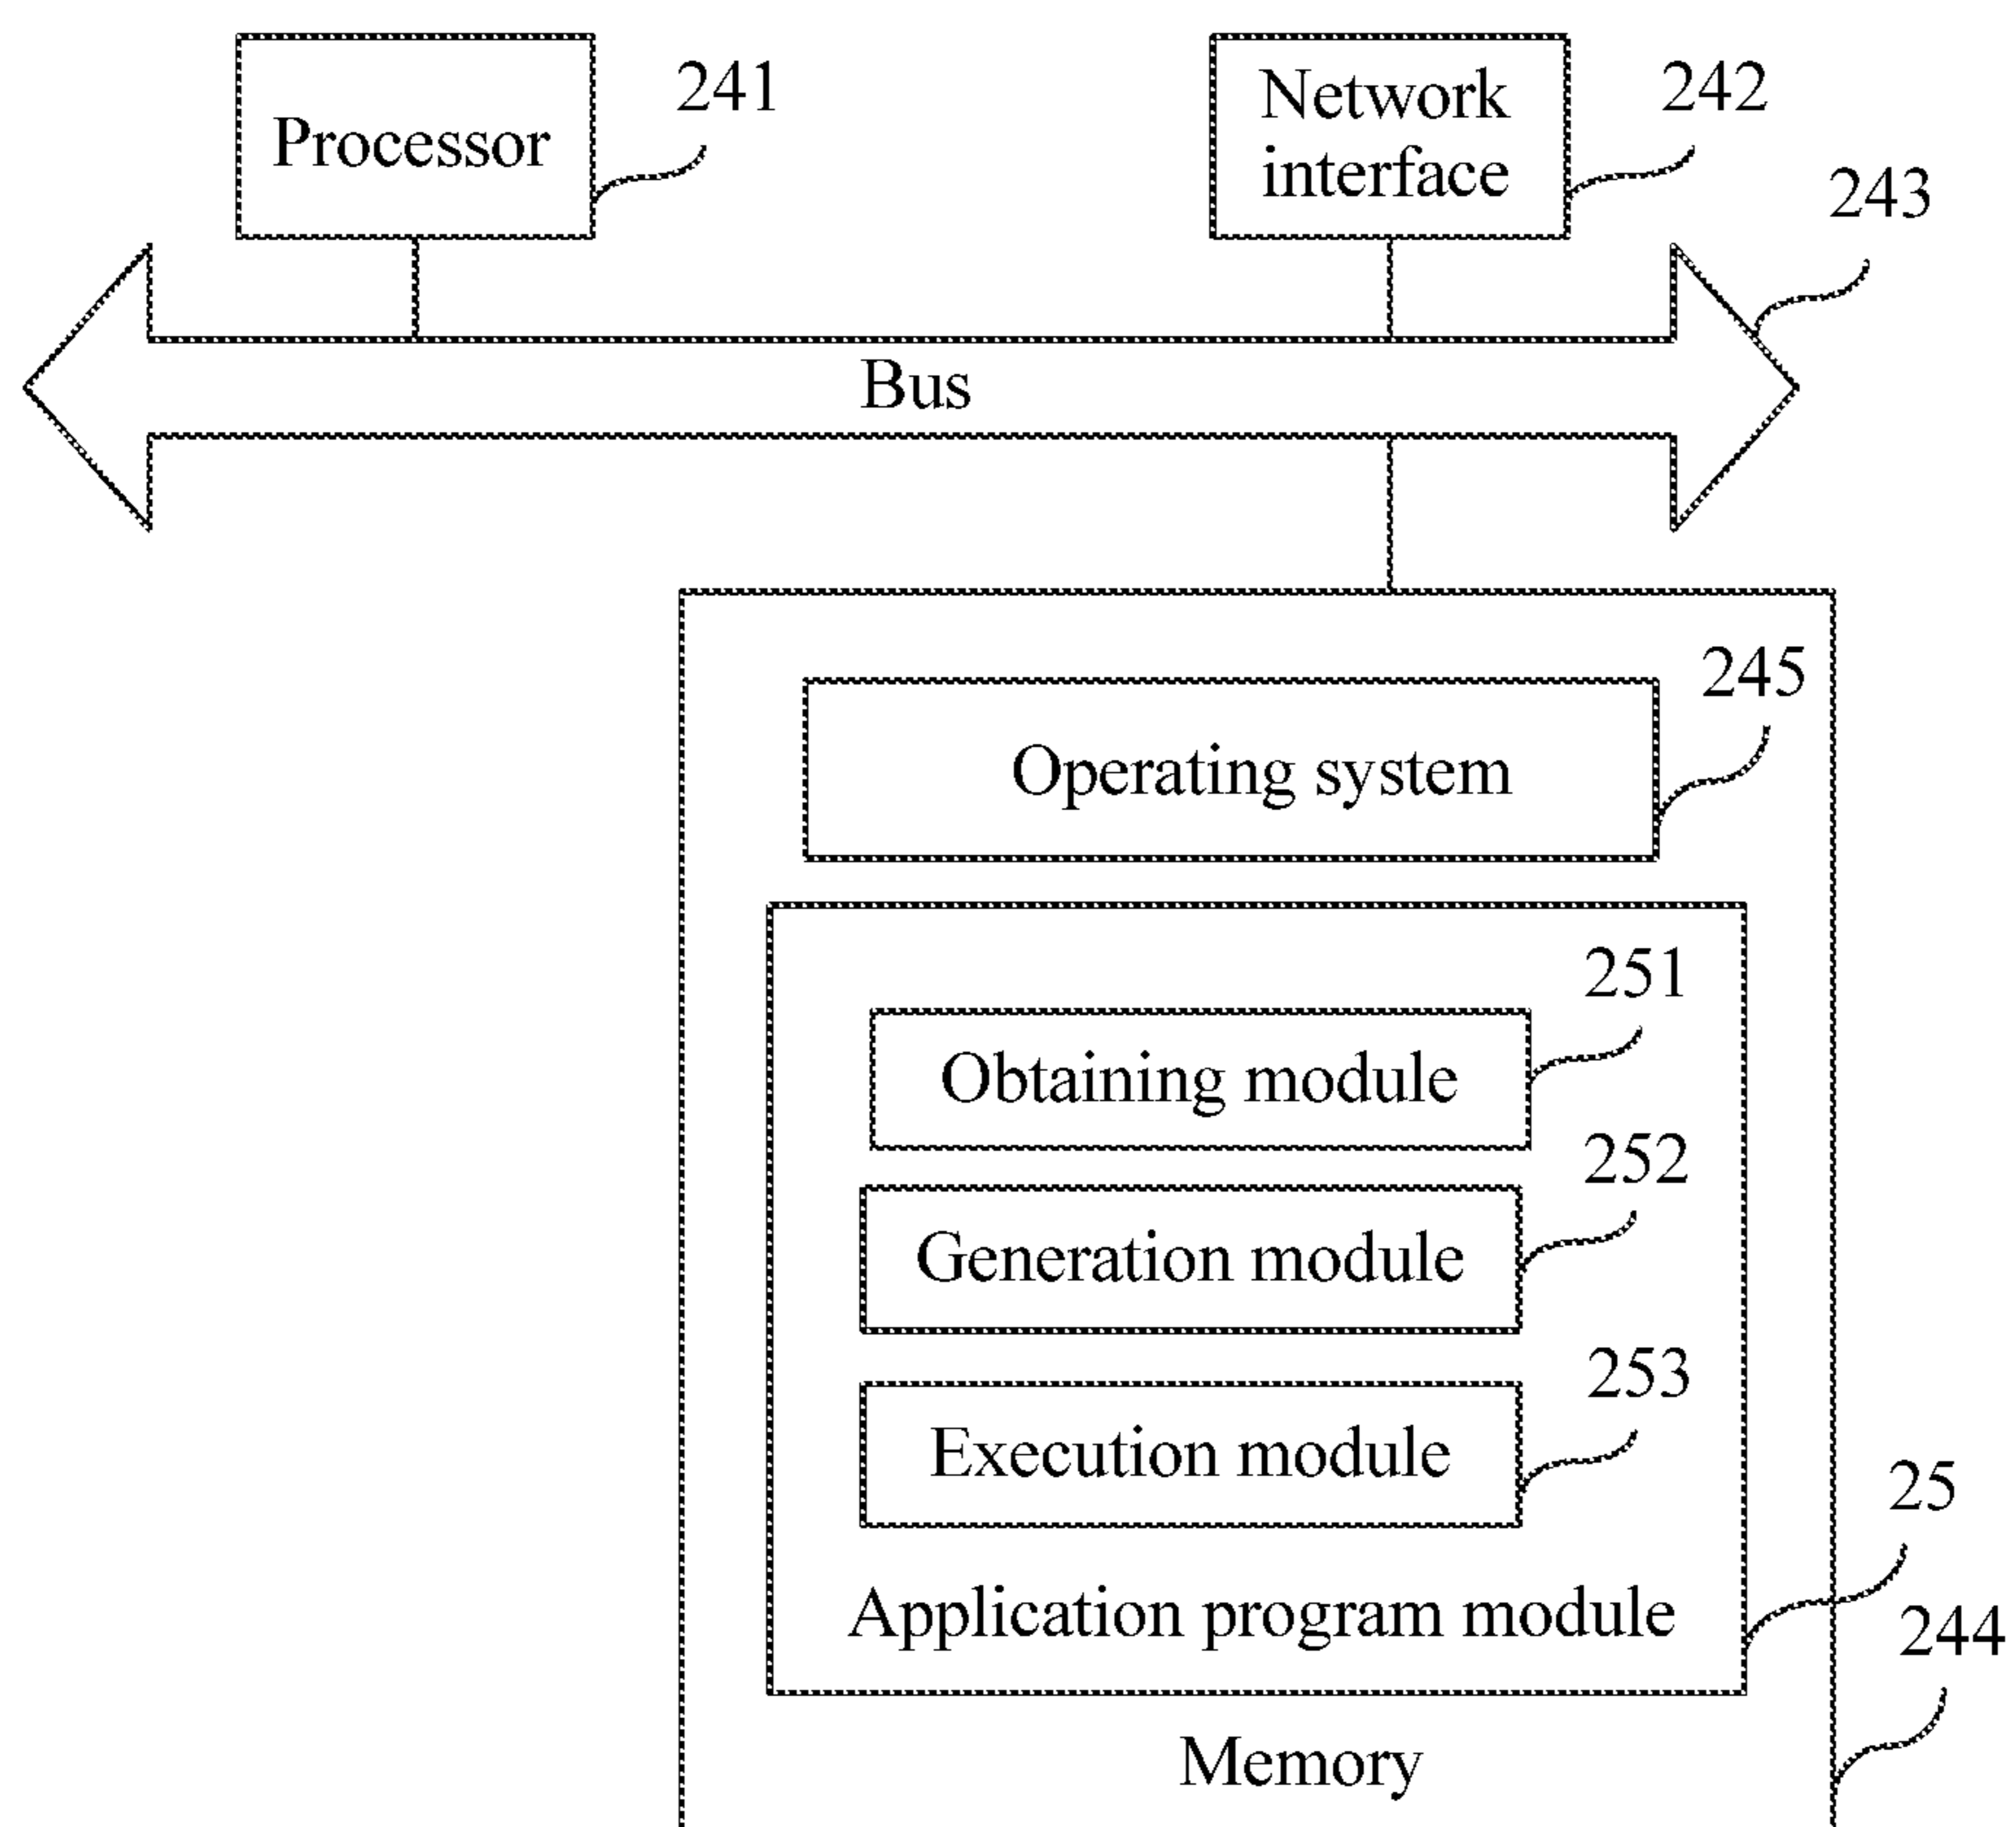 Processor
241
Network
interface
242
243
Bus
245
Operating system
251
Obtaining module
252
Generation module
253
Execution module
25
Application program module
244
Memory